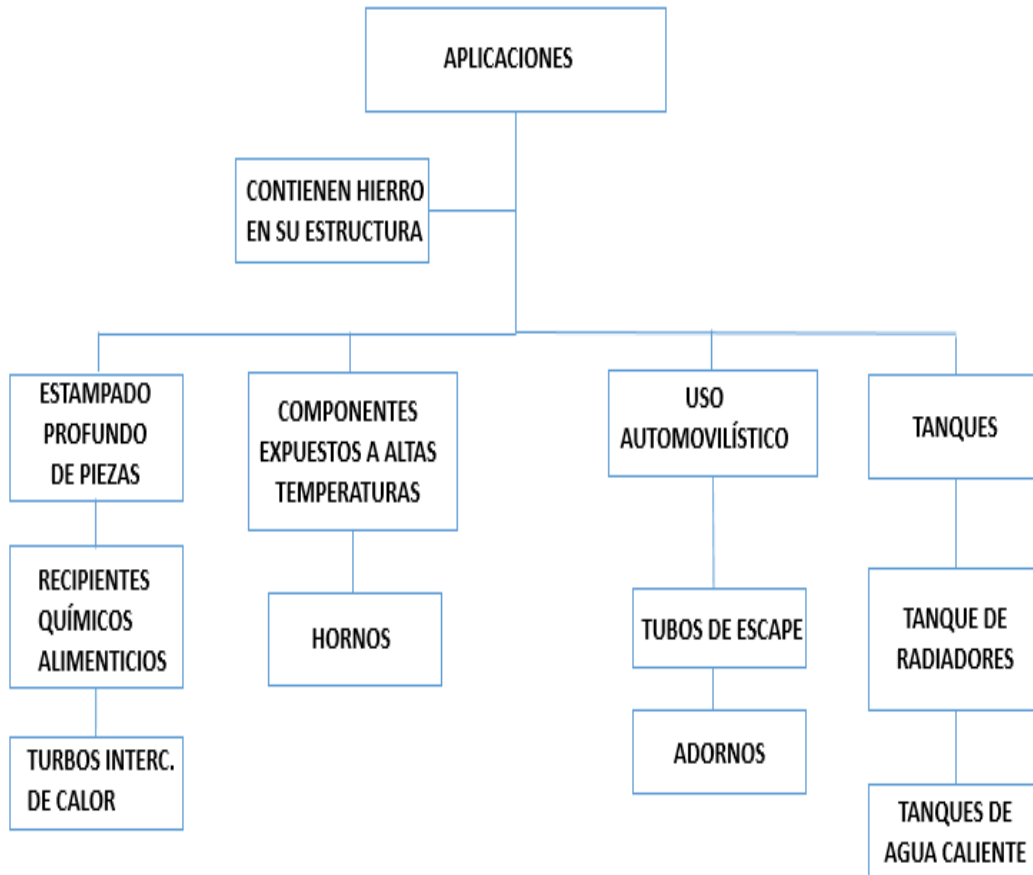 APLICACIONES
CONTIENEN HIERRO
EN SU ESTRUCTURA
ESTAMPADO
PROFUNDO
DE PIEZAS
COMPONENTES
EXPUESTOS A ALTAS
TEMPERATURAS
USO
AUTOMOVILÍSTICO
TANQUES
RECIPIENTES
QUÍMICOS
ALIMENTICIOS
HORNOS
TUBOS DE ESCAPE
TANQUE DE
RADIADORES
TURBOS INTERC.
DE CALOR
ADORNOS
TANQUES DE
AGUA CALIENTE